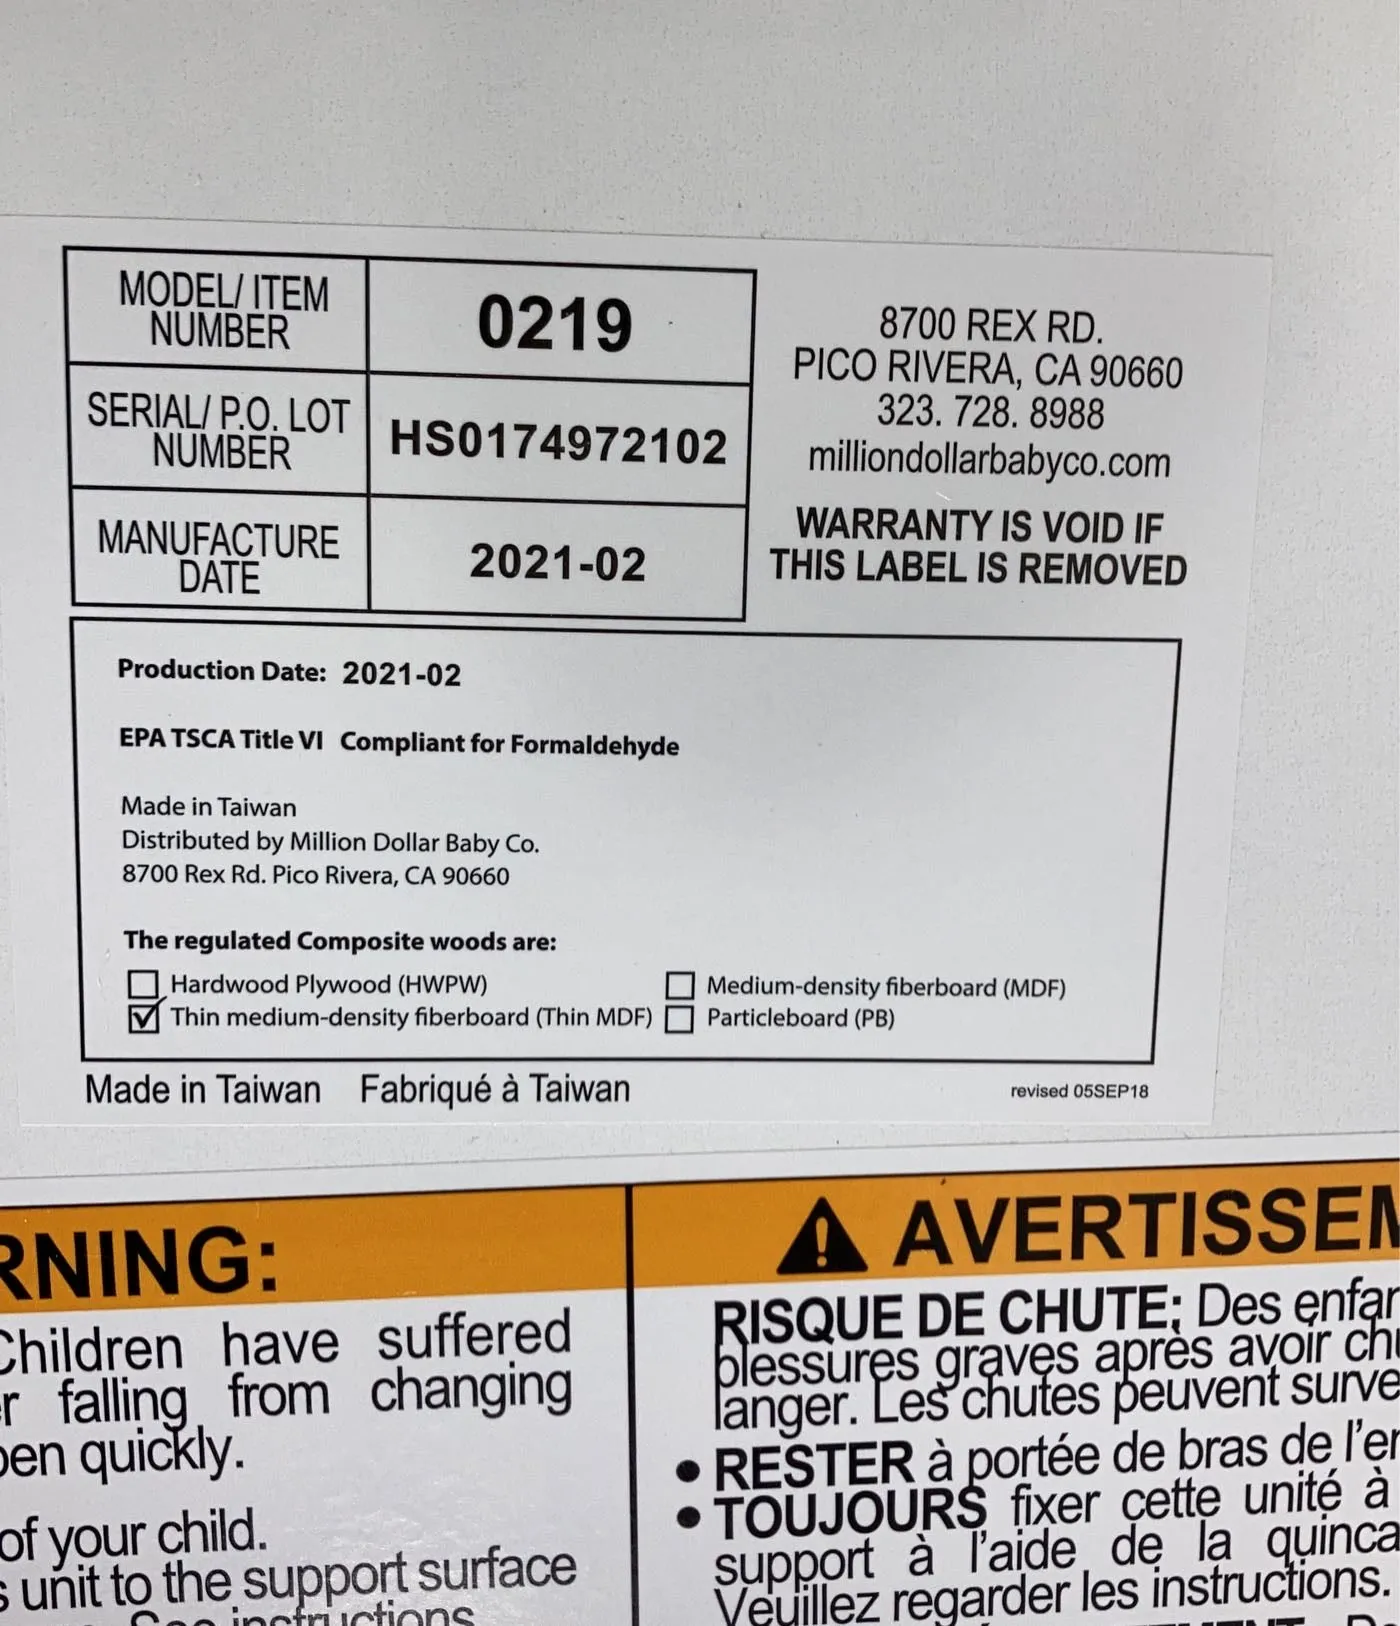 MODEL/ ITEM
NUMBER
0219
SERIAL/ P.O. LOT
NUMBER
HS0174972102
MANUFACTURE
DATE
2021-02
8700 REX RD.
PICO RIVERA, CA 90660
323. 728. 8988
milliondollarbabyco.com
WARRANTY IS VOID IF
THIS LABEL IS REMOVED
Production Date: 2021-02
EPA TSCA Title VI Compliant for Formaldehyde
Made in Taiwan
Distributed by Million Dollar Baby Co.
8700 Rex Rd. Pico Rivera, CA 90660
The regulated Composite woods are:
Hardwood Plywood (HWPW)
Medium-density fiberboard (MDF)
Thin medium-density fiberboard (Thin MDF)
Particleboard (PB)
Made in Taiwan Fabriqué à Taiwan
revised 05SEP18
RNING:
Children have suffered
r falling from changing
pen quickly.
of your child.
s unit to the support surface
See instructions.
AVERTISSEM
RISQUE DE CHUTE; Des enfan
blessures graves après avoir chu
langer. Les chutes peuvent surve
• RESTER à portée de bras de l'en
• TOUJOURS fixer cette unité à
support à l'aide de la quinca
Veuillez regarder les instructions.